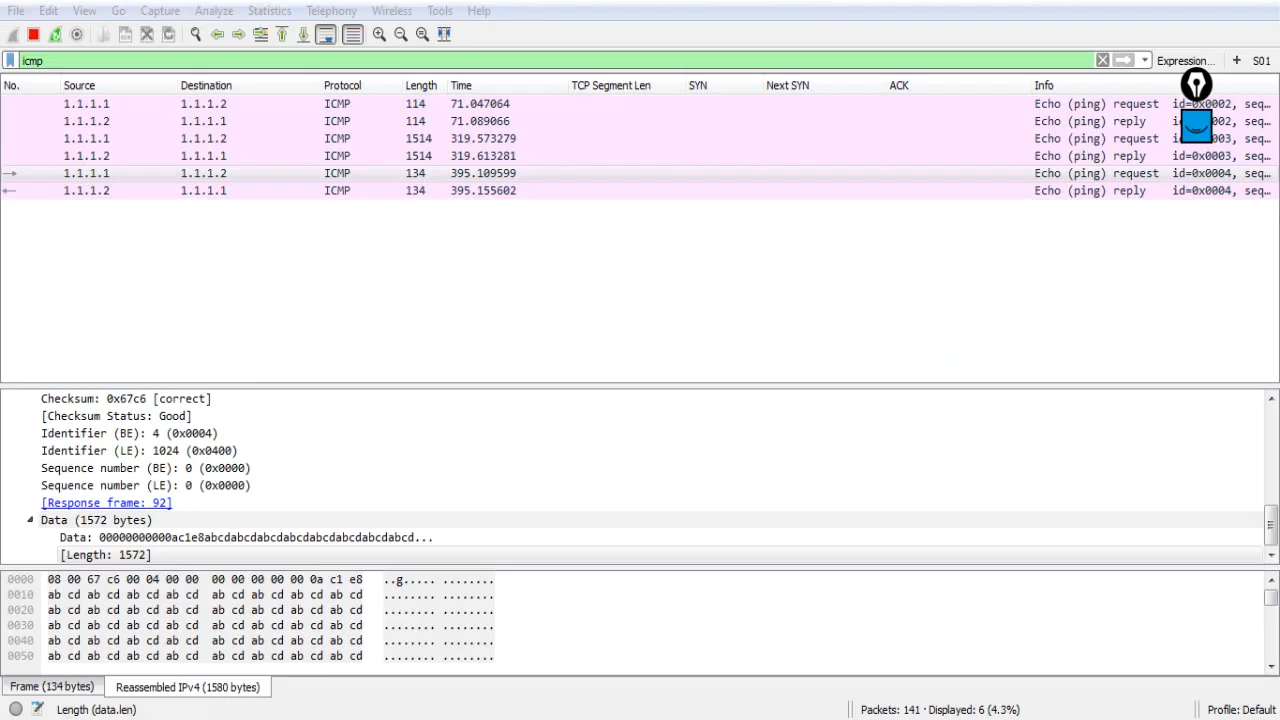 File Edit View Go Capture Analyze Statistics Telephony Wireless Tools Help
icmp Expression... + S01
No. Source Destination Protocol Length Time TCP Segment Len SYN Next SYN ACK Info
1.1.1.1 1.1.1.2 ICMP 114 71.047064 Echo (ping) request id=0x0002, seq…
1.1.1.2 1.1.1.1 ICMP 114 71.089066 Echo (ping) reply 002, seq…
1.1.1.1 1.1.1.2 ICMP 1514 319.573279 Echo (ping) request id=0x0003, seq…
1.1.1.2 1.1.1.1 ICMP 1514 319.613281 Echo (ping) reply id=0x0003, seq…
1.1.1.1 1.1.1.2 ICMP 134 395.109599 Echo (ping) request id=0x0004, seq…
1.1.1.2 1.1.1.1 ICMP 134 395.155602 Echo (ping) reply id=0x0004, seq…
Checksum: 0x67c6 [correct]
[Checksum Status: Good]
Identifier (BE): 4 (0x0004)
Identifier (LE): 1024 (0x0400)
Sequence number (BE): 0 (0x0000)
Sequence number (LE): 0 (0x0000)
[Response frame: 92]
Data (1572 bytes)
Data: 00000000000ac1e8abcdabcdabcdabcdabcdabcdabcdabcd...
[Length: 1572]
0000 08 00 67 c6 00 04 00 00 00 00 00 00 00 0a c1 e8 ..g..... ........
0010 ab cd ab cd ab cd ab cd ab cd ab cd ab cd ab cd ........ ........
0020 ab cd ab cd ab cd ab cd ab cd ab cd ab cd ab cd ........ ........
0030 ab cd ab cd ab cd ab cd ab cd ab cd ab cd ab cd ........ ........
0040 ab cd ab cd ab cd ab cd ab cd ab cd ab cd ab cd ........ ........
0050 ab cd ab cd ab cd ab cd ab cd ab cd ab cd ab cd ........ ........
Frame (134 bytes) Reassembled IPv4 (1580 bytes)
Length (data.len) Packets: 141 · Displayed: 6 (4.3%) Profile: Default